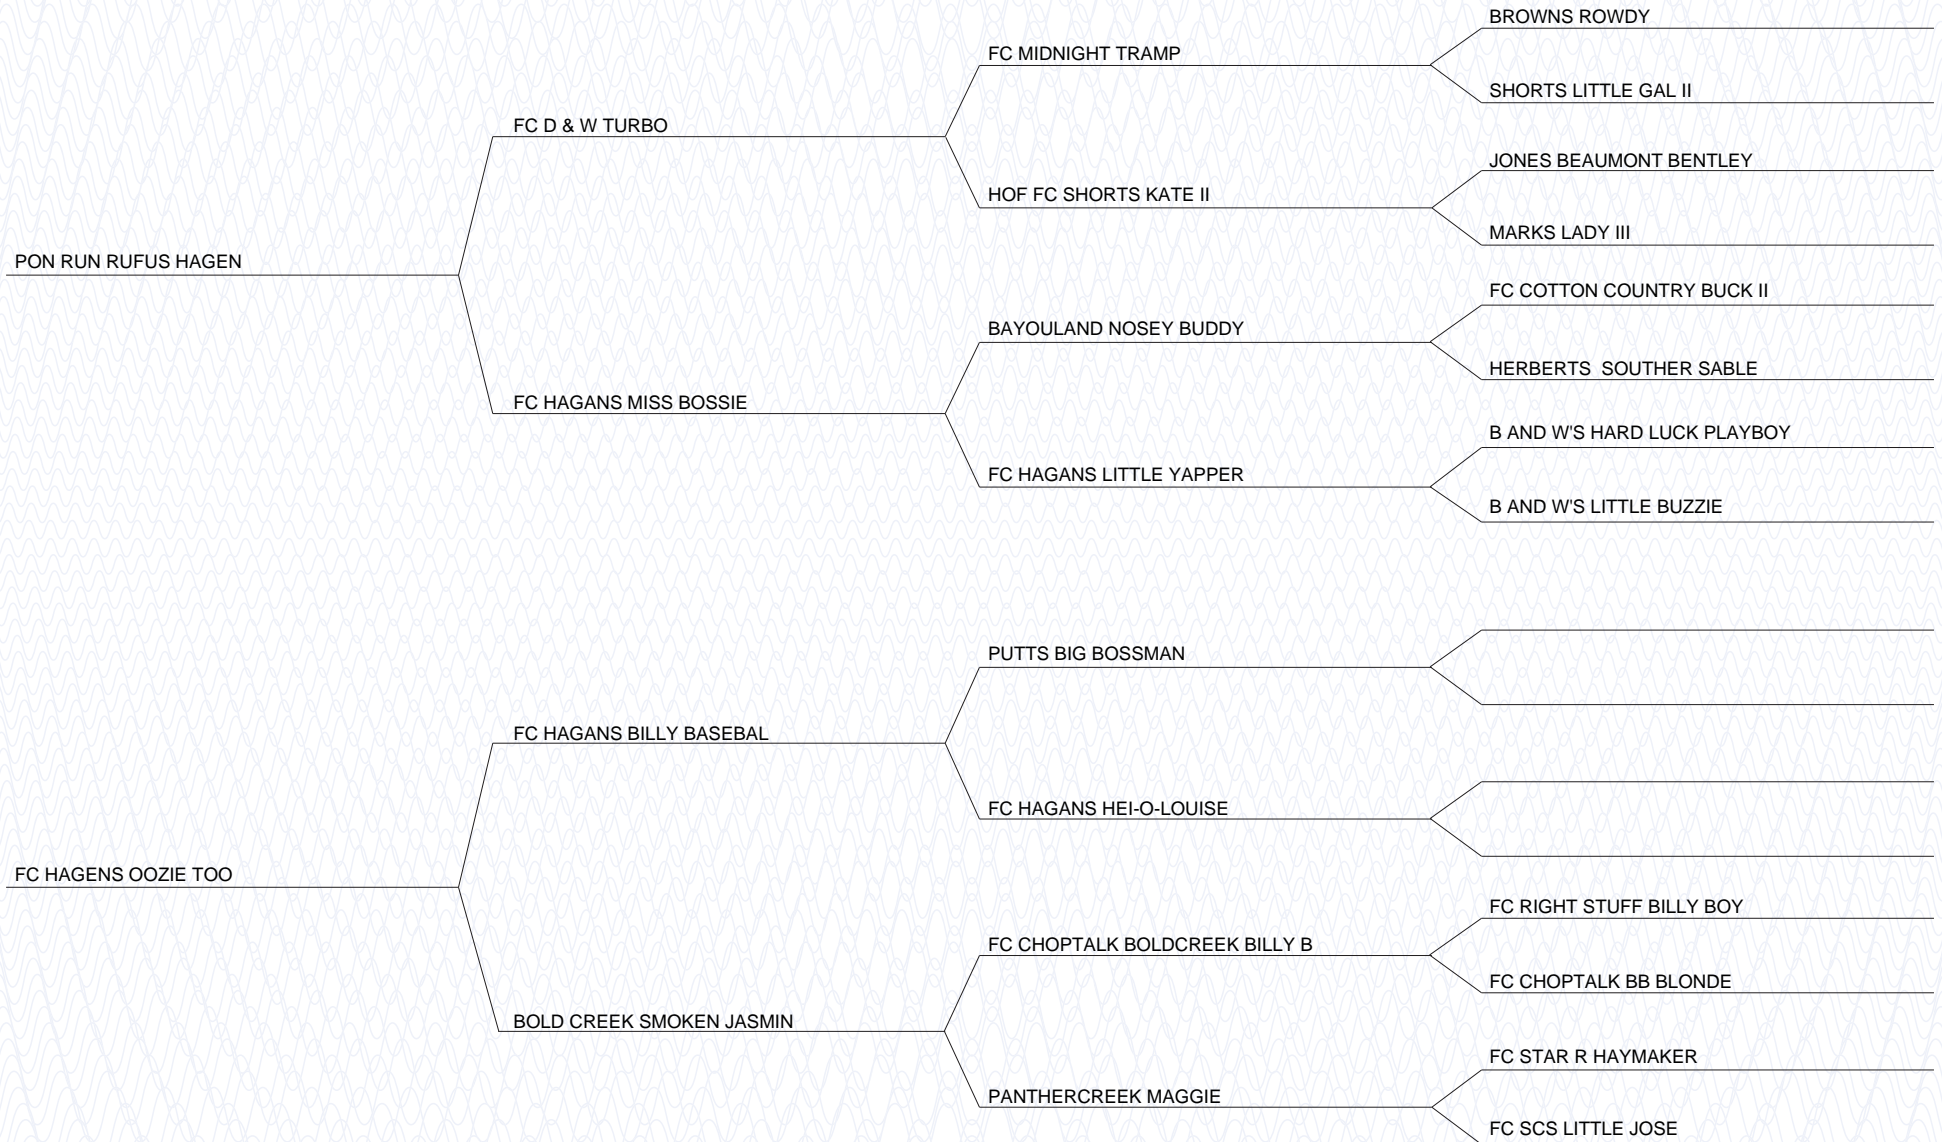 BROWNS ROWDY
FC MIDNIGHT TRAMP
SHORTS LITTLE GAL II
FC D & W TURBO
JONES BEAUMONT BENTLEY
HOF FC SHORTS KATE II
MARKS LADY III
PON RUN RUFUS HAGEN
FC COTTON COUNTRY BUCK II
BAYOULAND NOSEY BUDDY
HERBERTS  SOUTHER SABLE
FC HAGANS MISS BOSSIE
B AND W'S HARD LUCK PLAYBOY
FC HAGANS LITTLE YAPPER
B AND W'S LITTLE BUZZIE
PUTTS BIG BOSSMAN
FC HAGANS BILLY BASEBAL
FC HAGANS HEI-O-LOUISE
FC HAGENS OOZIE TOO
FC RIGHT STUFF BILLY BOY
FC CHOPTALK BOLDCREEK BILLY B
FC CHOPTALK BB BLONDE
BOLD CREEK SMOKEN JASMIN
FC STAR R HAYMAKER
PANTHERCREEK MAGGIE
FC SCS LITTLE JOSE